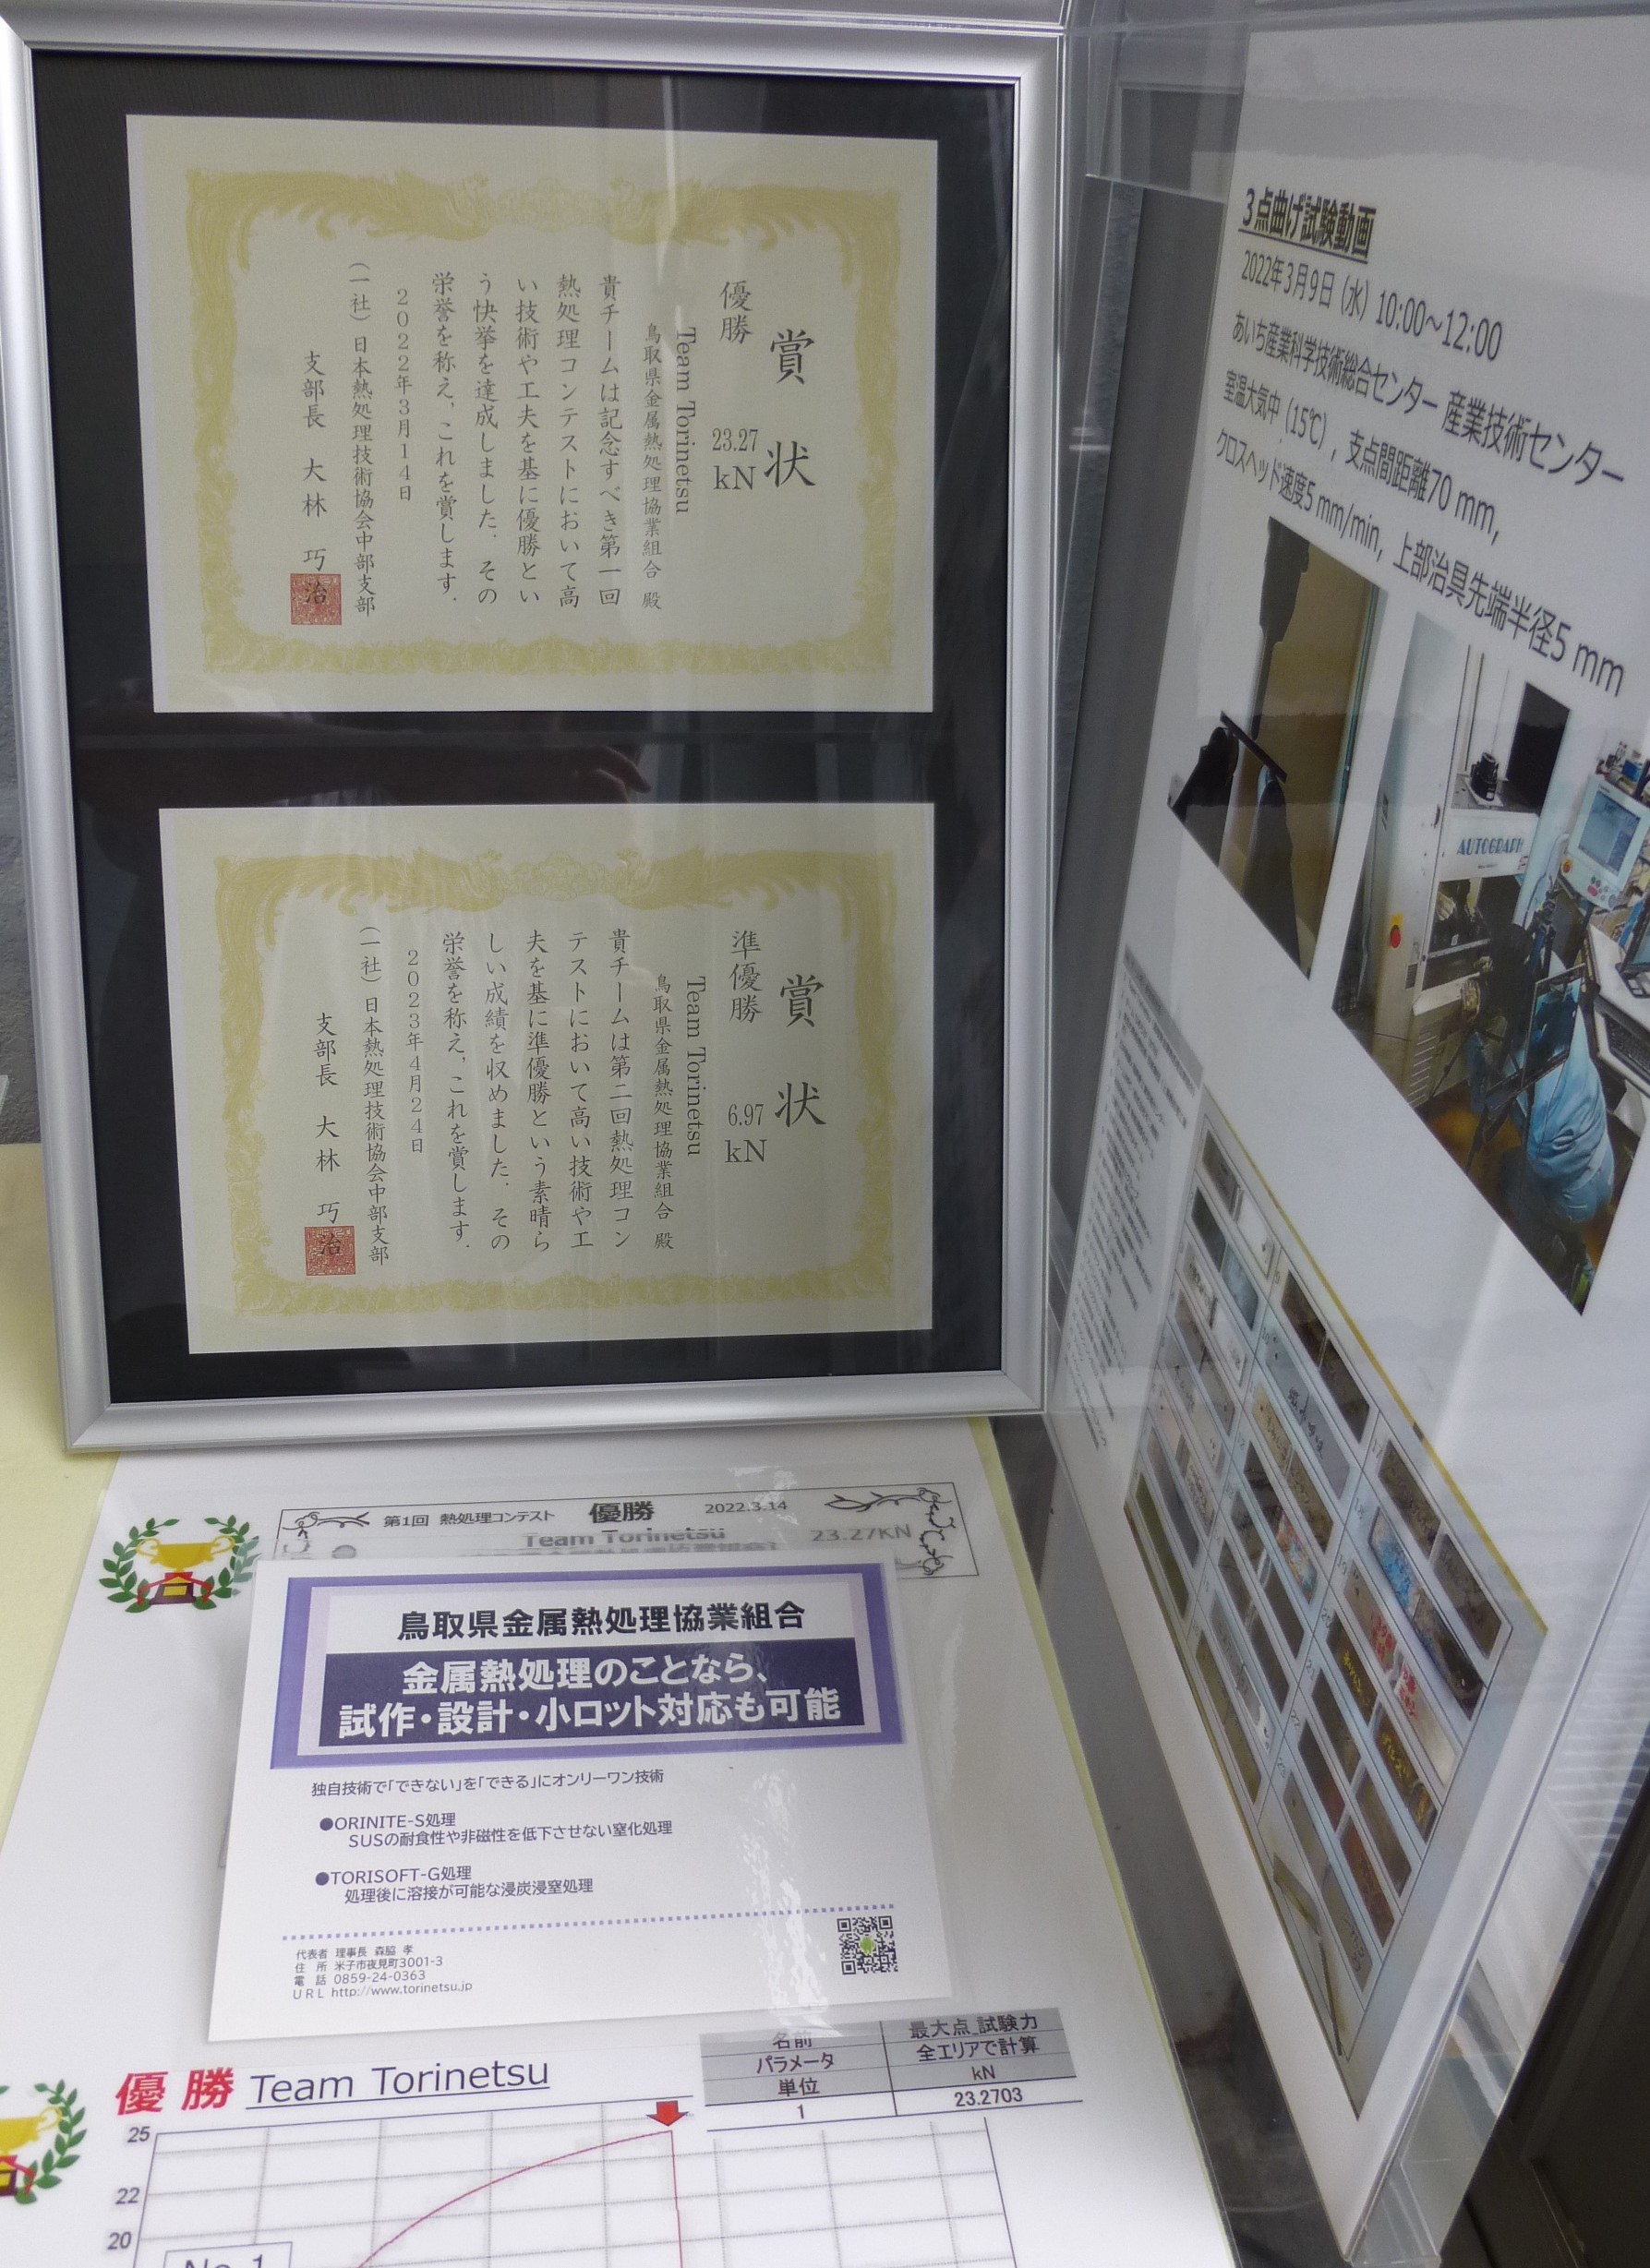 賞 状
優勝 23.27 kN
Team Torinetsu
鳥取県金属熱処理協業組合 殿
貴チームは記念すべき第一回
熱処理コンテストにおいて高
い技術や工夫を基に優勝とい
う快挙を達成しました. その
栄誉を称え, これを賞します.
2022年3月14日
(一社)日本熱処理技術協会中部支部
支部長 大 林 巧
賞 状
準優勝 6.97 kN
Team Torinetsu
鳥取県金属熱処理協業組合 殿
貴チームは第二回熱処理コン
テストにおいて高い技術や工
夫を基に準優勝という素晴ら
しい成績を収めました. その
栄誉を称え, これを賞します.
2023年4月24日
(一社)日本熱処理技術協会中部支部
支部長 大 林 巧
3点曲げ試験動画
2022年3月9日（水）10:00～12:00
あいち産業科学技術総合センター 産業技術センター
室温大気中（15℃）, 支点間距離70 mm,
クロスヘッド速度5 mm/min, 上部治具先端半径5 mm
AUTOGRAPH
第1回 熱処理コンテスト 優勝 2022.3.14
Team Torinetsu 23.27KN
鳥取県金属熱処理協業組合
金属熱処理のことなら、
試作・設計・小ロット対応も可能
独自技術で「できない」を「できる」にオンリーワン技術
●ORINITE-S処理
SUSの耐食性や非磁性を低下させない窒化処理
●TORISOFT-G処理
処理後に溶接が可能な浸炭浸窒処理
代表者 理事長 森脇 孝
住 所 米子市夜見町3001-3
電 話 0859-24-0363
URL http://www.torinetsu.jp
優勝 Team Torinetsu
名前 最大点_試験力
パラメータ 全エリアで計算
単位 kN
1 23.2703
25
22
20
No.1